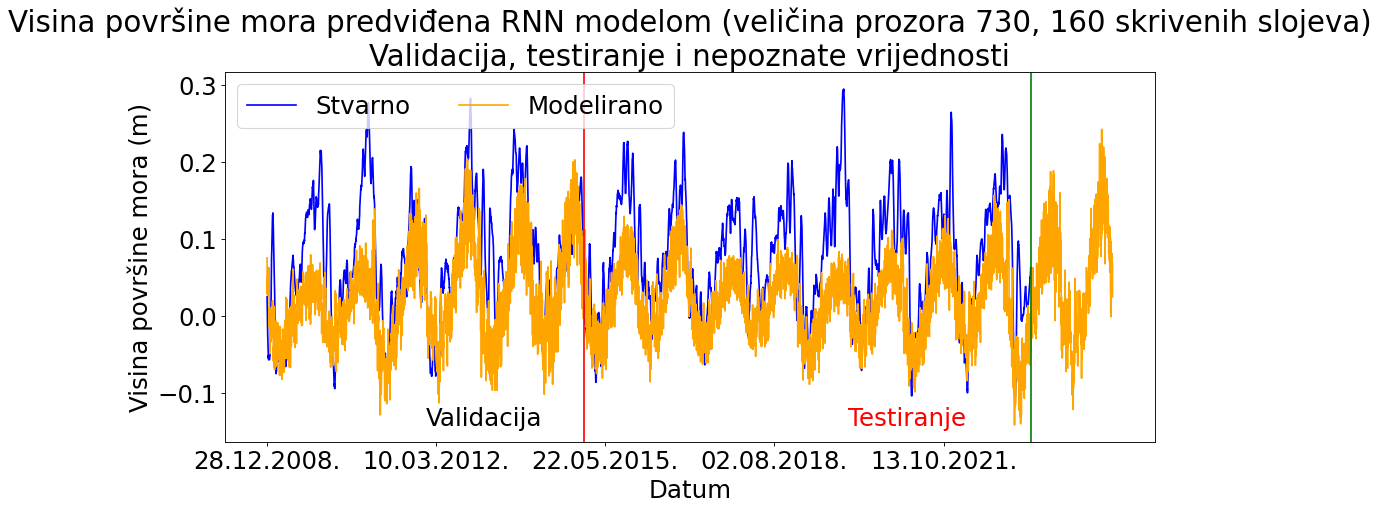 Visina površine mora predviđena RNN modelom (veličina prozora 730, 160 skrivenih slojeva)
Validacija, testiranje i nepoznate vrijednosti
Stvarno
Modelirano
Visina površine mora (m)
0.3
0.2
0.1
0.0
−0.1
Validacija
Testiranje
28.12.2008.
10.03.2012.
22.05.2015.
02.08.2018.
13.10.2021.
Datum